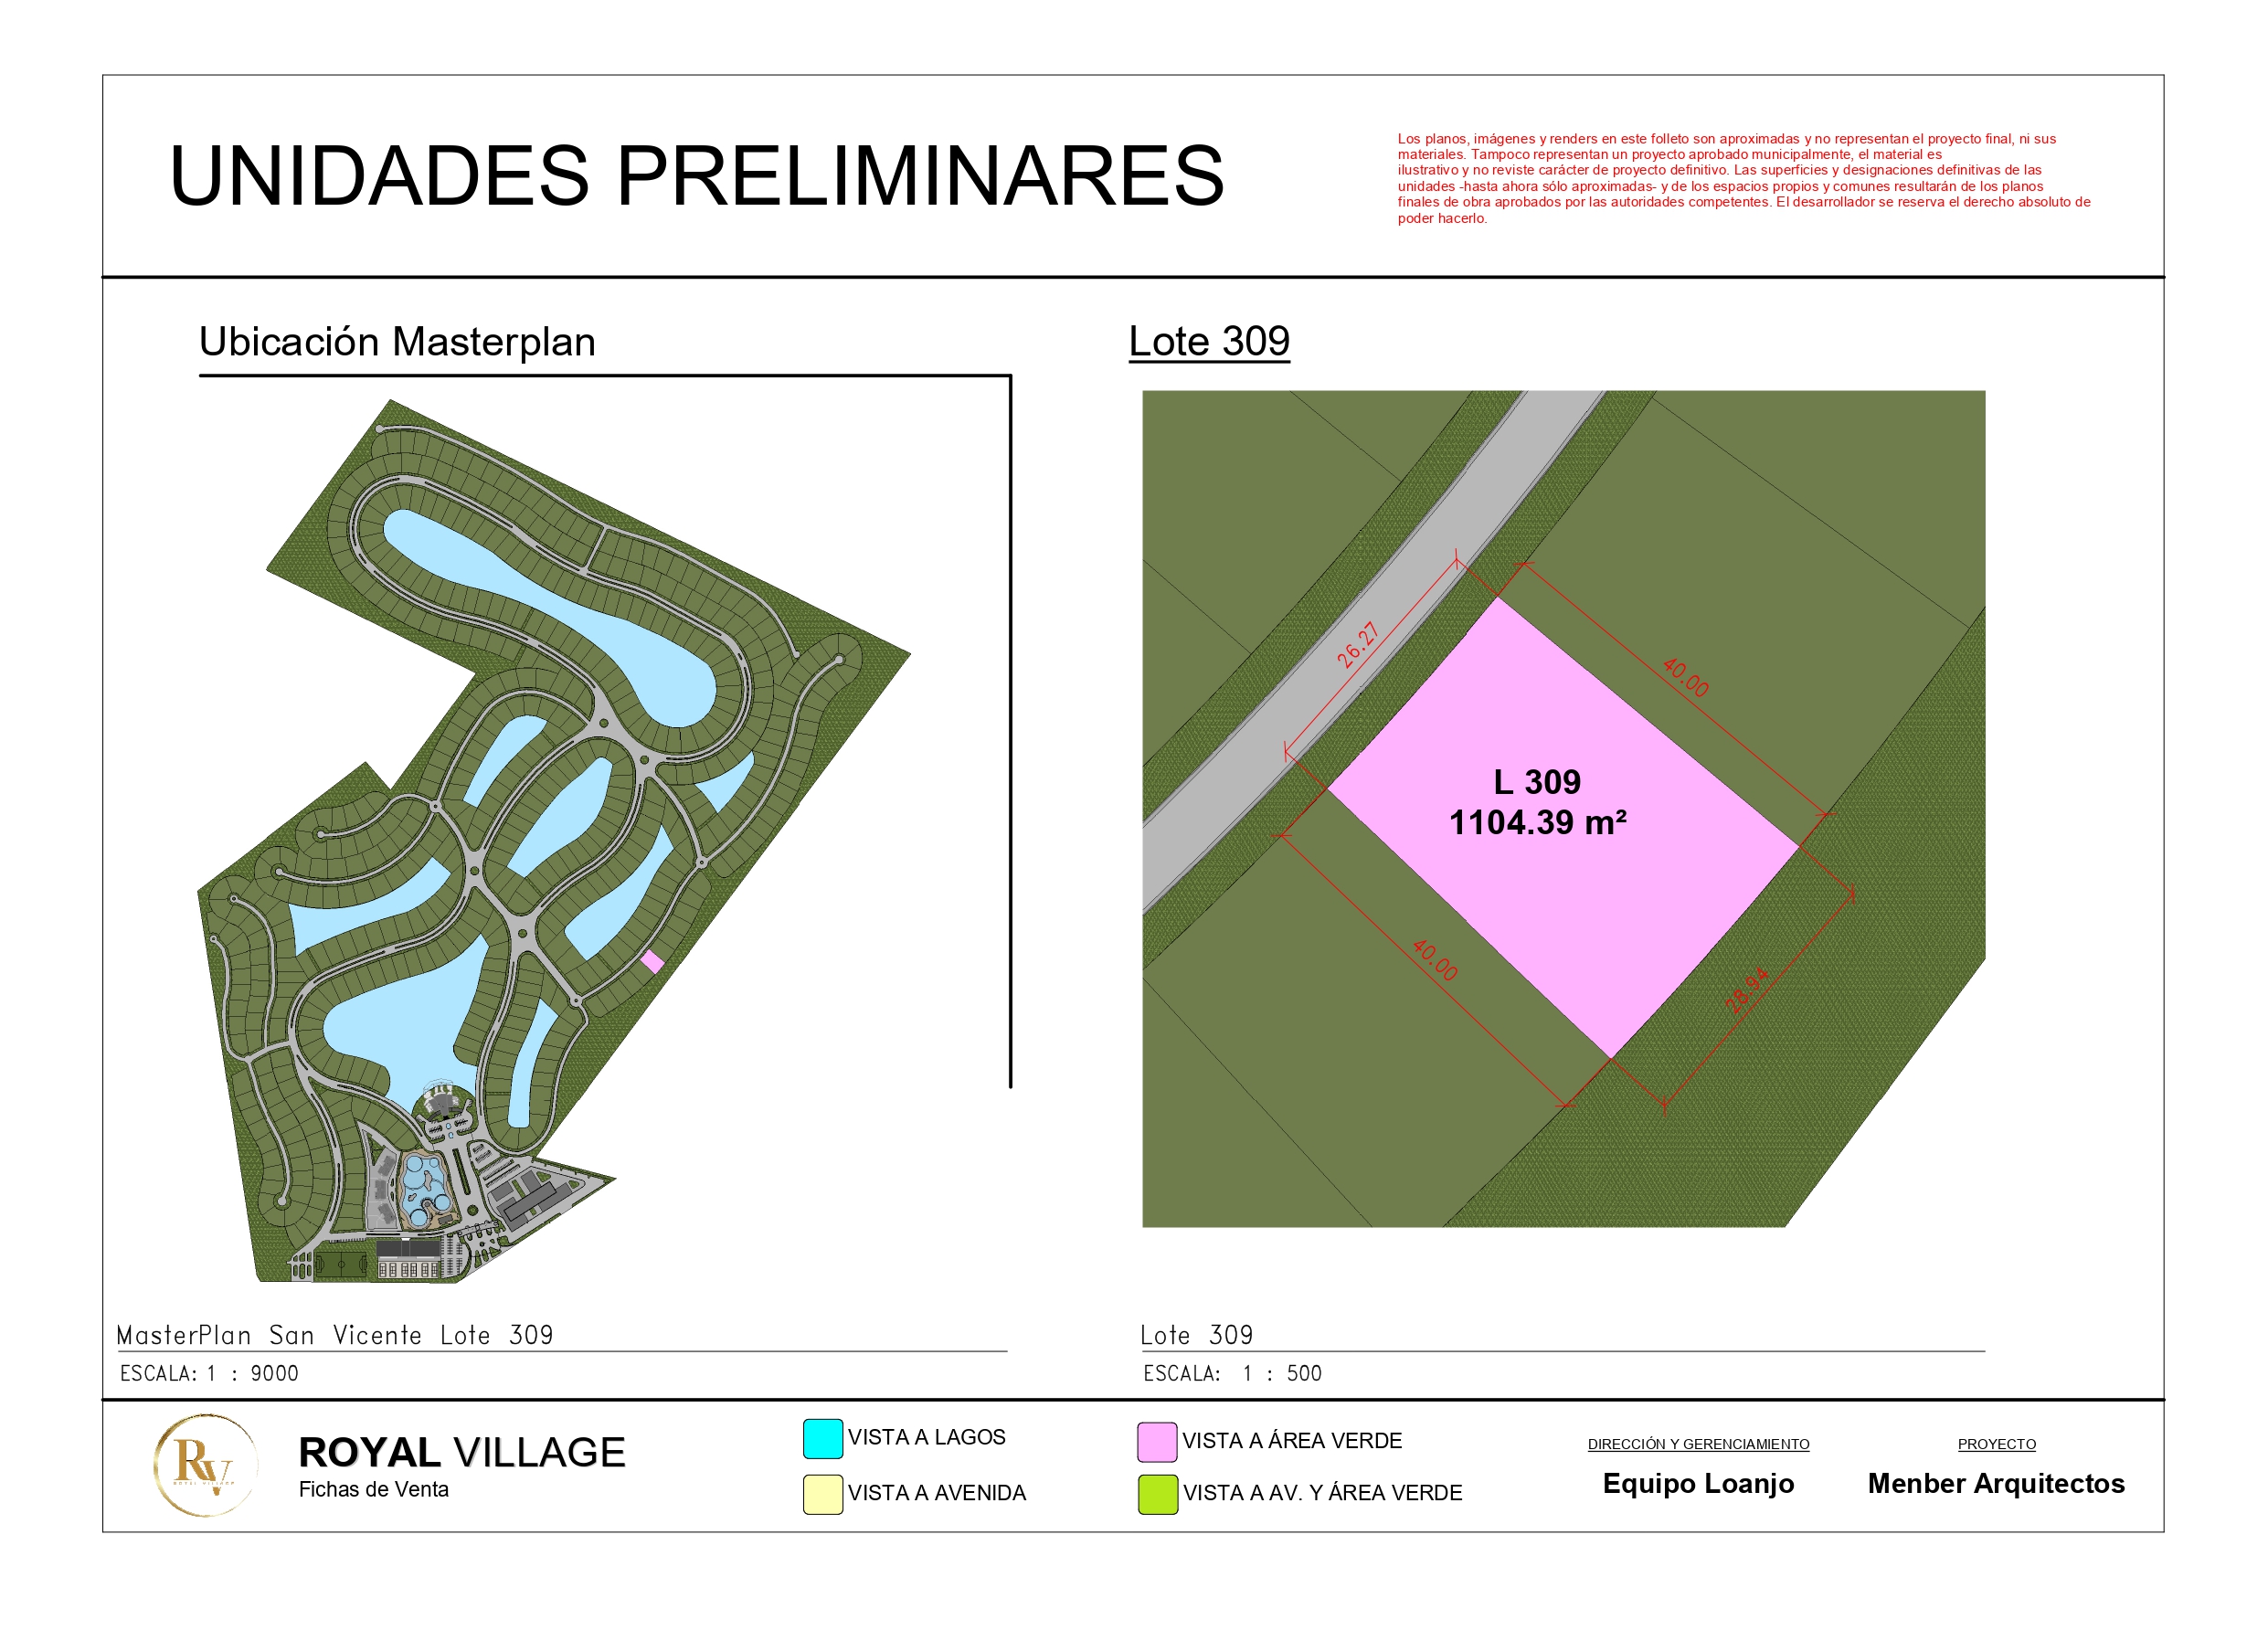 UNIDADES PRELIMINARES
Los planos, imágenes y renders en este folleto son aproximadas y no representan el proyecto final, ni sus
materiales. Tampoco representan un proyecto aprobado municipalmente, el material es
ilustrativo y no reviste carácter de proyecto definitivo. Las superficies y designaciones definitivas de las
unidades -hasta ahora sólo aproximadas- y de los espacios propios y comunes resultarán de los planos
finales de obra aprobados por las autoridades competentes. El desarrollador se reserva el derecho absoluto de
poder hacerlo.
Ubicación Masterplan
Lote 309
26.27
40.00
L 309
1104.39 m²
40.00
28.94
MasterPlan San Vicente Lote 309
ESCALA: 1 : 9000
Lote 309
ESCALA: 1 : 500
RV
ROYAL VILLAGE
ROYAL VILLAGE
Fichas de Venta
VISTA A LAGOS
VISTA A AVENIDA
VISTA A ÁREA VERDE
VISTA A AV. Y ÁREA VERDE
DIRECCIÓN Y GERENCIAMIENTO
Equipo Loanjo
PROYECTO
Menber Arquitectos